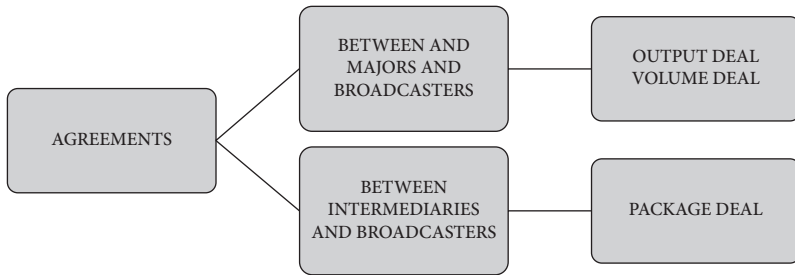 AGREEMENTS
BETWEEN AND
MAJORS AND
BROADCASTERS
OUTPUT DEAL
VOLUME DEAL
BETWEEN
INTERMEDIARIES
AND BROADCASTERS
PACKAGE DEAL